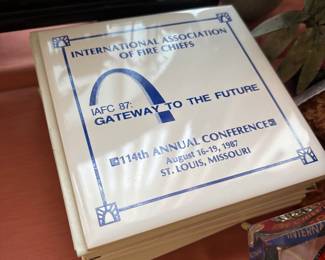 INTERNATIONAL ASSOCIATION
OF FIRE CHIEFS
IAFC 87:
GATEWAY TO THE FUTURE
114th ANNUAL CONFERENCE
August 16-19, 1987
ST. LOUIS, MISSOURI